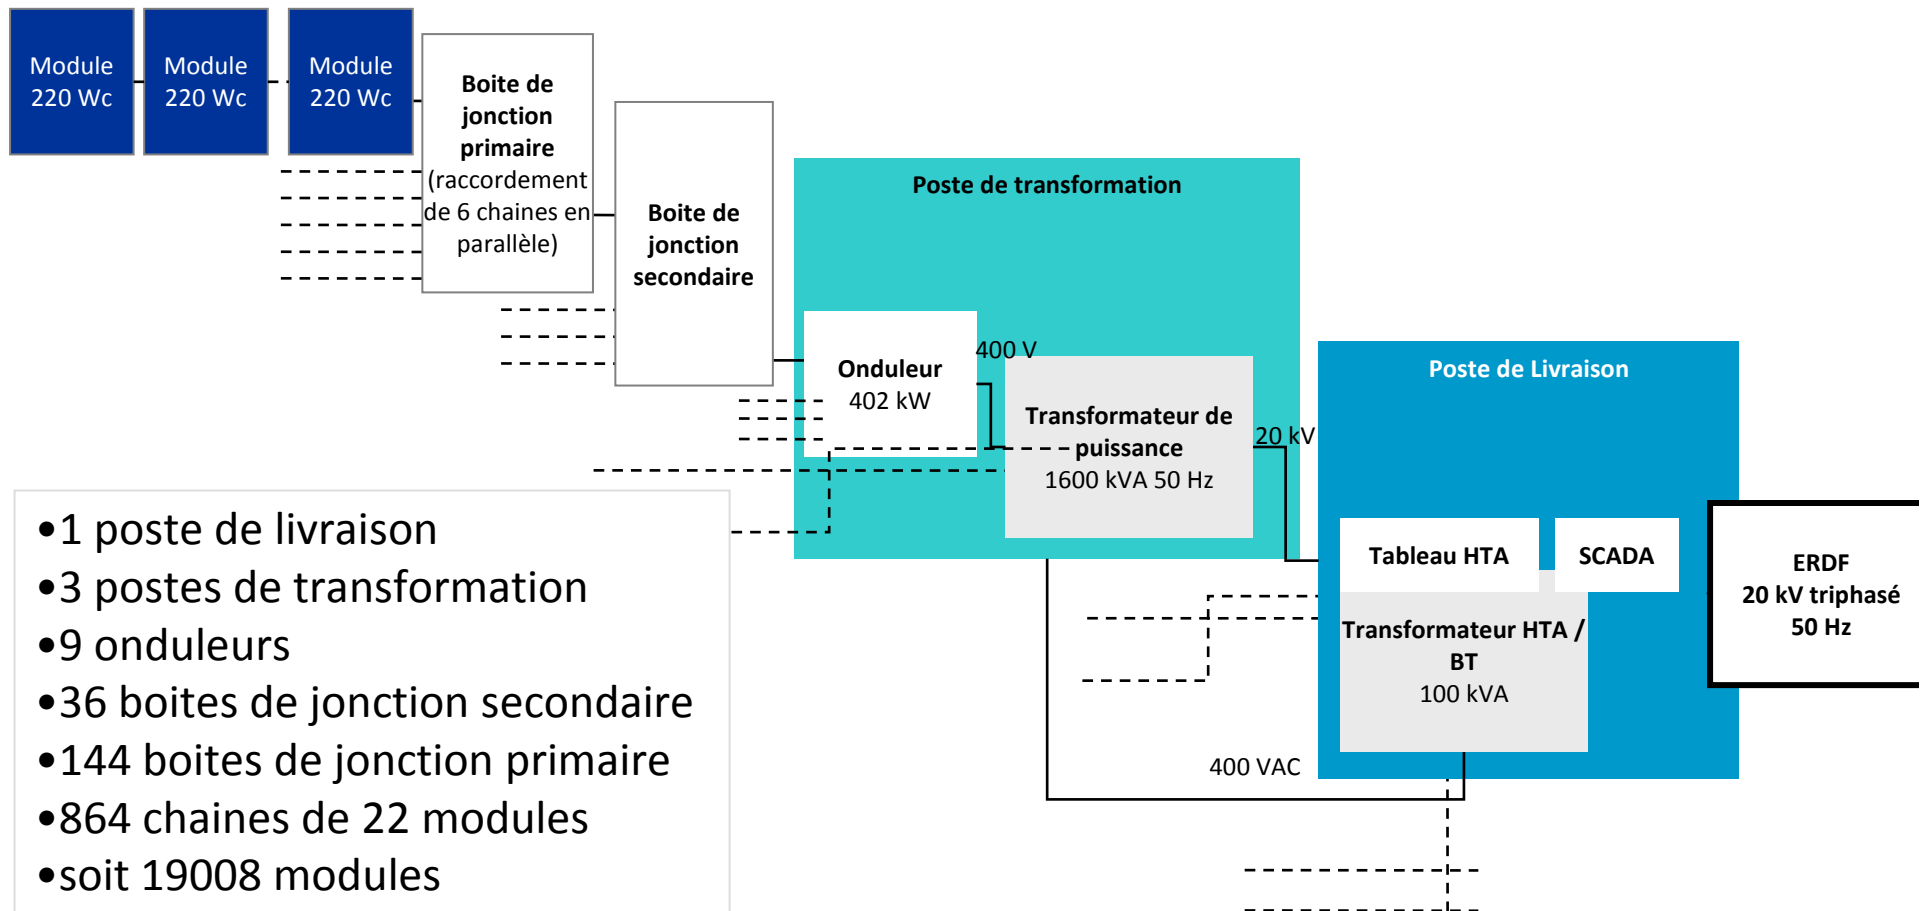 Module
220 Wc
Module
220 Wc
Module
220 Wc
Boite de
jonction
primaire
(raccordement
de 6 chaines en
parallèle)
Boite de
jonction
secondaire
Poste de transformation
Onduleur
402 kW
400 V
Transformateur de
puissance
1600 kVA 50 Hz
20 kV
Poste de Livraison
Tableau HTA
SCADA
Transformateur HTA /
BT
100 kVA
ERDF
20 kV triphasé
50 Hz
400 VAC
•1 poste de livraison
•3 postes de transformation
•9 onduleurs
•36 boites de jonction secondaire
•144 boites de jonction primaire
•864 chaines de 22 modules
•soit 19008 modules